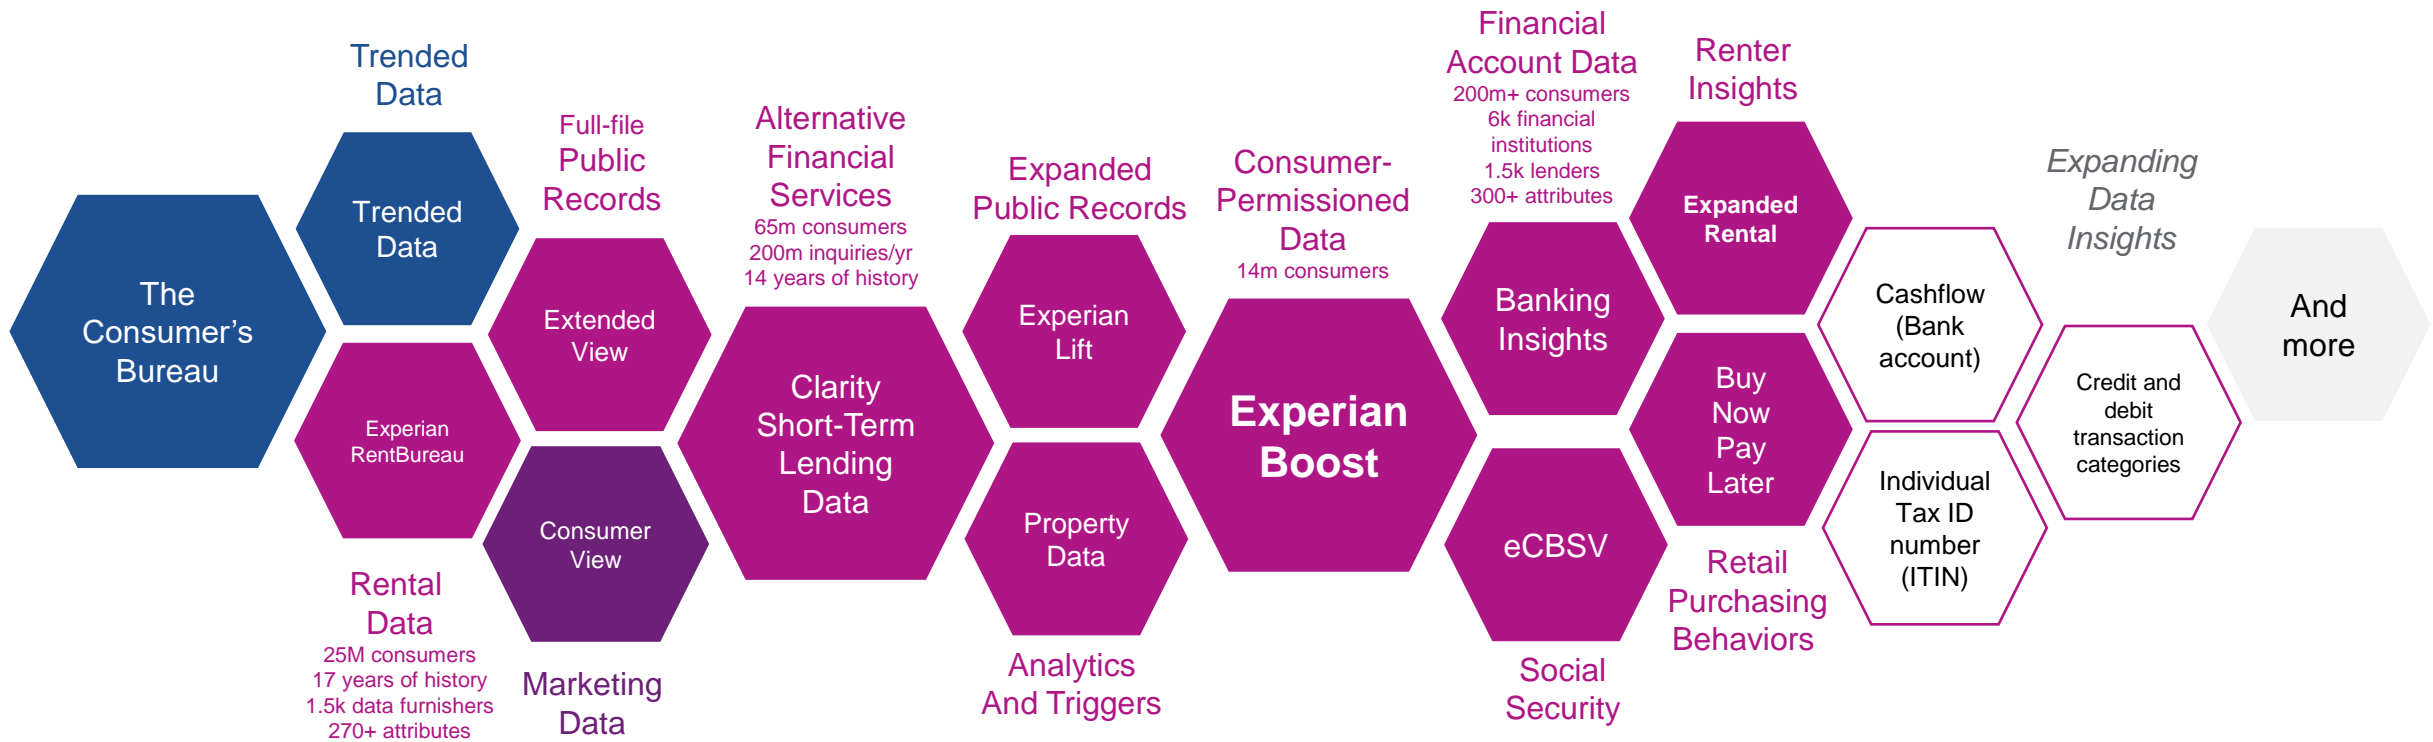 The
Consumer's
Bureau
Trended
Data
Trended
Data
Experian
RentBureau
Rental
Data
25M consumers
17 years of history
1.5k data furnishers
270+ attributes
Full-file
Public
Records
Extended
View
Consumer
View
Marketing
Data
Alternative
Financial
Services
65m consumers
200m inquiries/yr
14 years of history
Clarity
Short-Term
Lending
Data
Expanded
Public Records
Experian
Lift
Property
Data
Analytics
And Triggers
Consumer-
Permissioned
Data
14m consumers
Experian
Boost
Financial
Account Data
200m+ consumers
6k financial
institutions
1.5k lenders
300+ attributes
Banking
Insights
eCBSV
Social
Security
Renter
Insights
Expanded
Rental
Buy
Now
Pay
Later
Retail
Purchasing
Behaviors
Cashflow
(Bank
account)
Individual
Tax ID
number
(ITIN)
Expanding
Data
Insights
Credit and
debit
transaction
categories
And
more